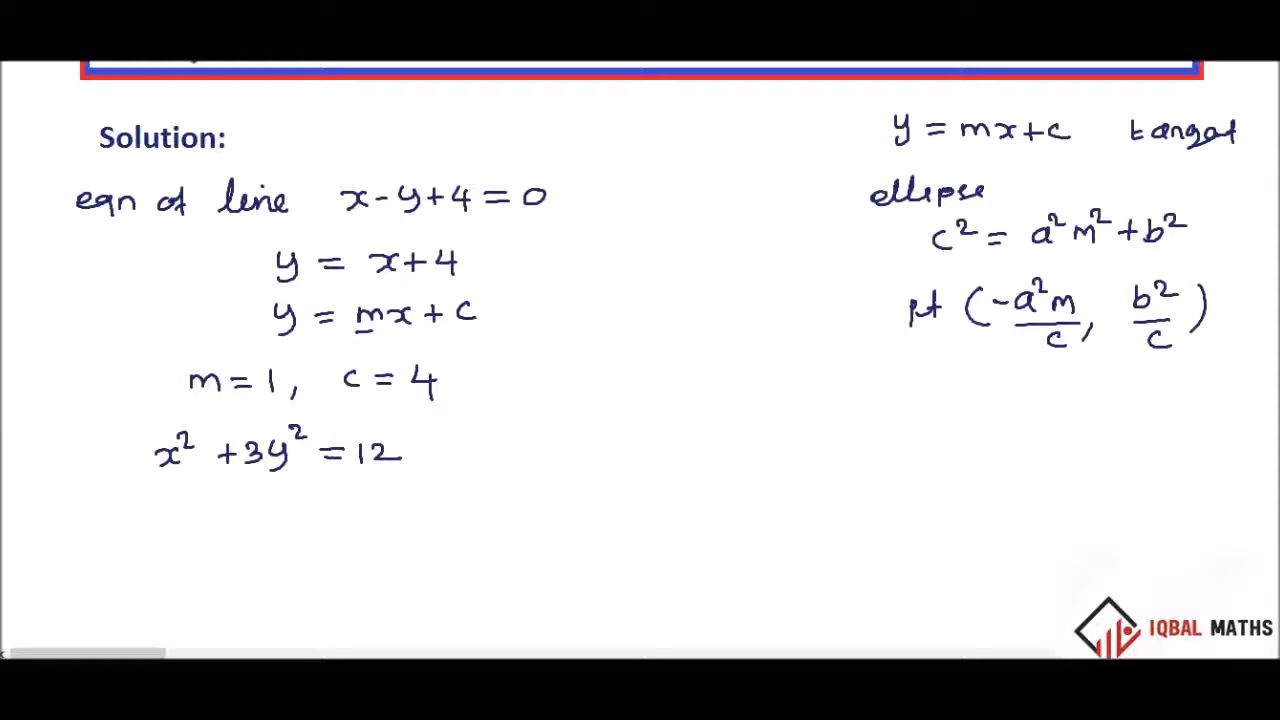 Solution:
eqn of line x - y + 4 = 0
y = x + 4
y = mx + c
m = 1, c = 4
x² + 3y² = 12
y = mx + c tangat
ellipse
c² = a²m² + b²
pt (-a²m/c, b²/c)
IQBAL MATHS